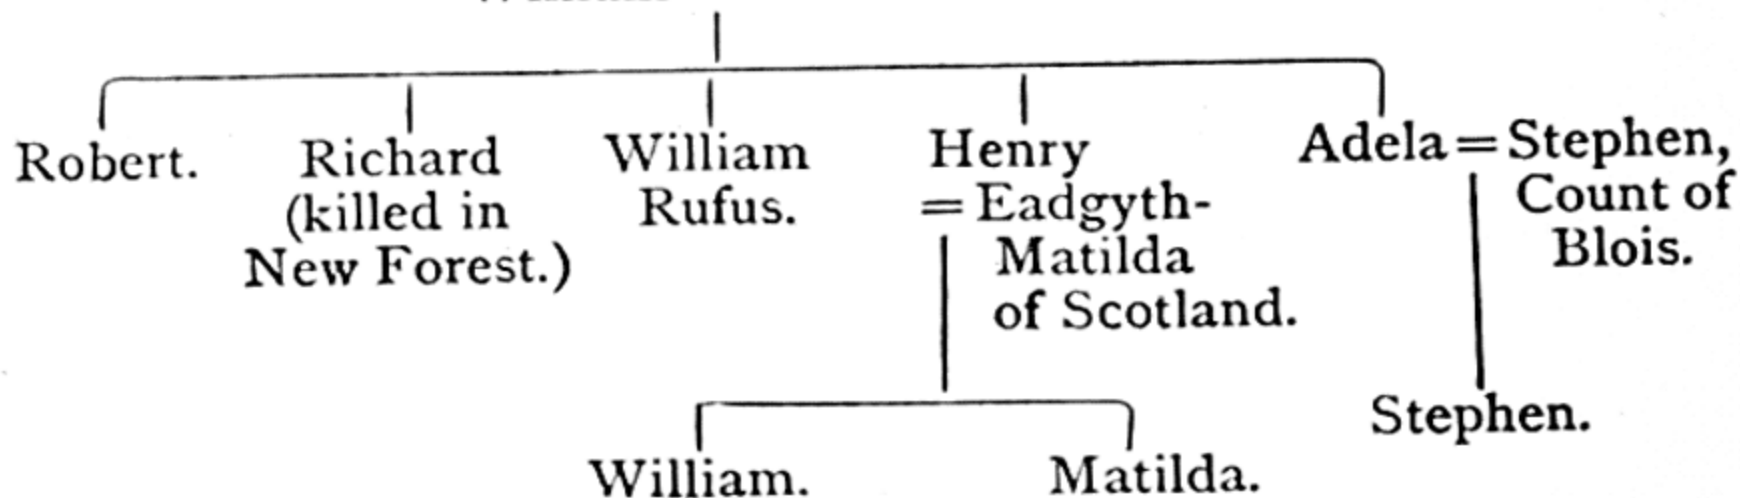 Robert.
Richard
(killed in
New Forest.)
William
Rufus.
Henry
= Eadgyth-
Matilda
of Scotland.
Adela = Stephen,
Count of
Blois.
William.
Matilda.
Stephen.